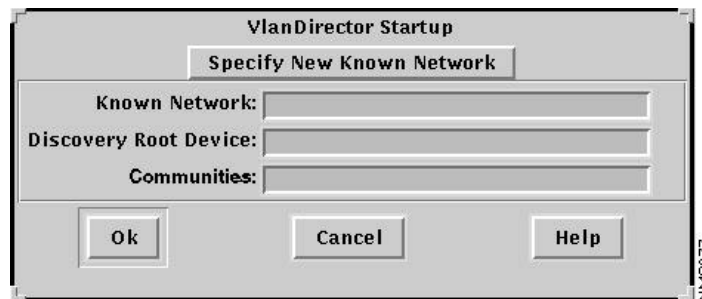 VlanDirector Startup
Specify New Known Network
Known Network:
Discovery Root Device:
Communities:
Ok Cancel Help